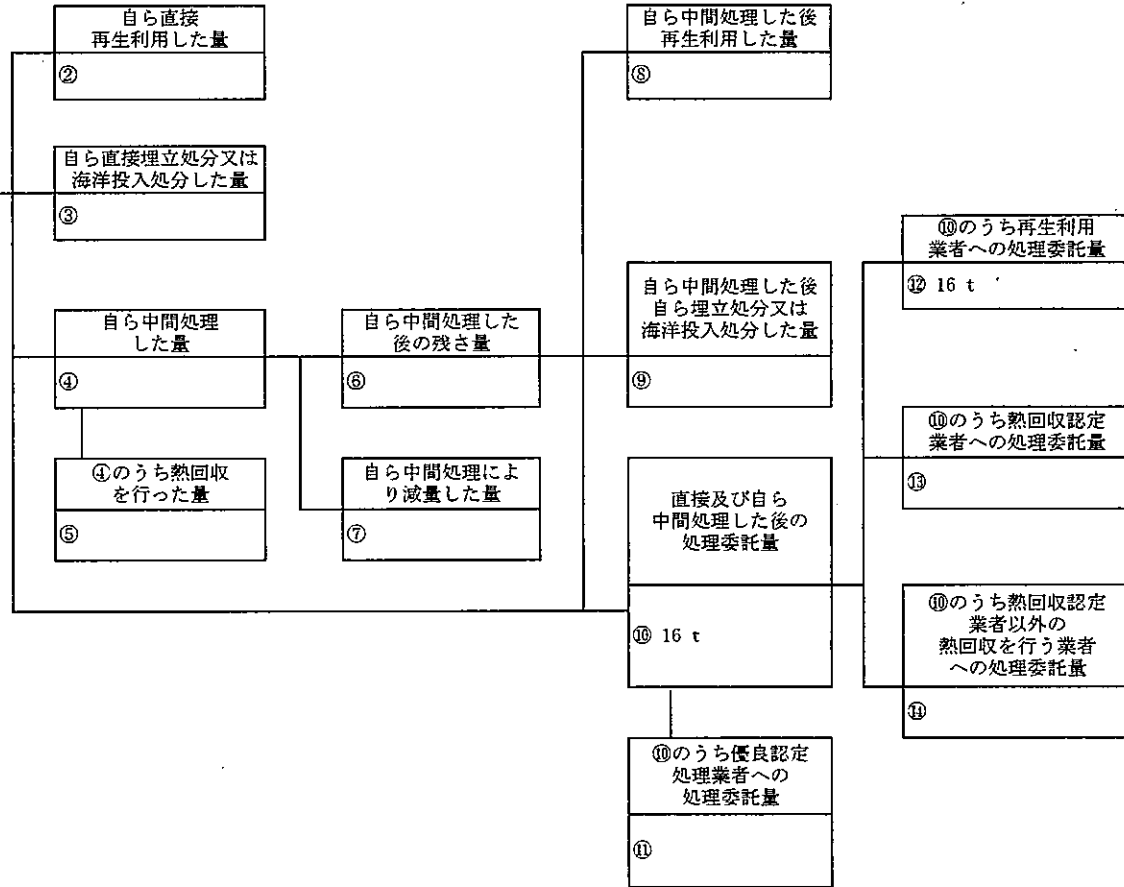 自ら直接
再生利用した量
②
自ら中間処理した後
再生利用した量
⑧
自ら直接埋立処分又は
海洋投入処分した量
③
⑩のうち再生利用
業者への処理委託量
⑫ 16 t
自ら中間処理
した量
④
自ら中間処理した
後の残さ量
⑥
自ら中間処理した後
自ら埋立処分又は
海洋投入処分した量
⑨
⑩のうち熱回収認定
業者への処理委託量
⑬
④のうち熱回収
を行った量
⑤
自ら中間処理によ
り減量した量
⑦
直接及び自ら
中間処理した後の
処理委託量
⑩ 16 t
⑩のうち熱回収認定
業者以外の
熱回収を行う業者
への処理委託量
⑭
⑩のうち優良認定
処理業者への
処理委託量
⑪